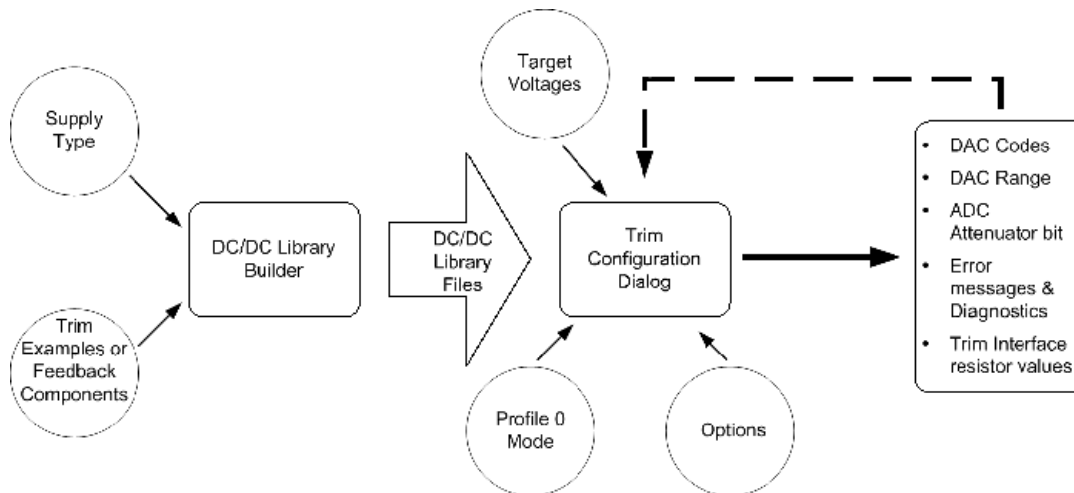 Supply
Type
Trim
Examples or
Feedback
Components
DC/DC Library
Builder
DC/DC
Library
Files
Target
Voltages
Trim
Configuration
Dialog
Profile 0
Mode
Options
• DAC Codes
• DAC Range
• ADC
Attenuator bit
• Error
messages &
Diagnostics
• Trim Interface
resistor values